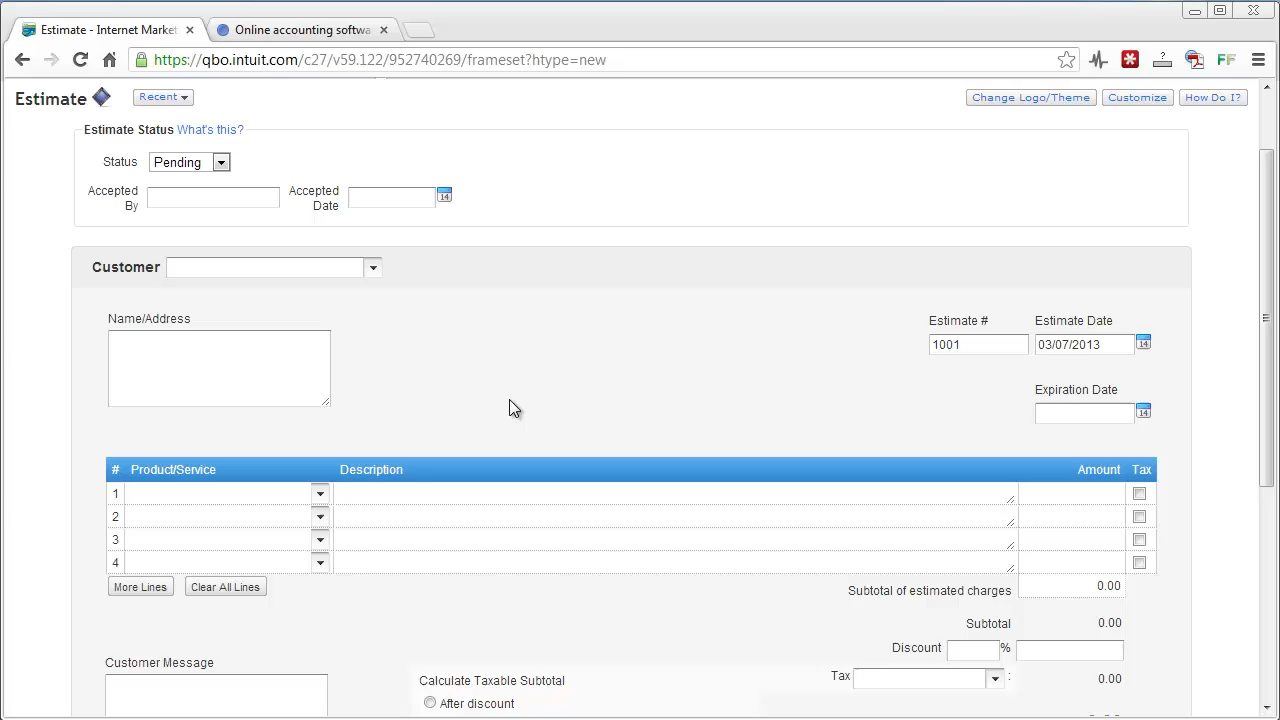 Estimate - Internet Market
Online accounting softwa
https://qbo.intuit.com/c27/v59.122/952740269/frameset?htype=new
FF
Estimate
Recent
Change Logo/Theme
Customize
How Do I?
Estimate Status What's this?
Status
Pending
Accepted
By
Accepted
Date
14
Customer
Name/Address
Estimate #
Estimate Date
1001
03/07/2013
14
Expiration Date
14
# Product/Service Description Amount Tax
1
2
3
4
More Lines
Clear All Lines
Subtotal of estimated charges
0.00
Subtotal
0.00
Discount
%
Customer Message
Calculate Taxable Subtotal
Tax
:
0.00
After discount